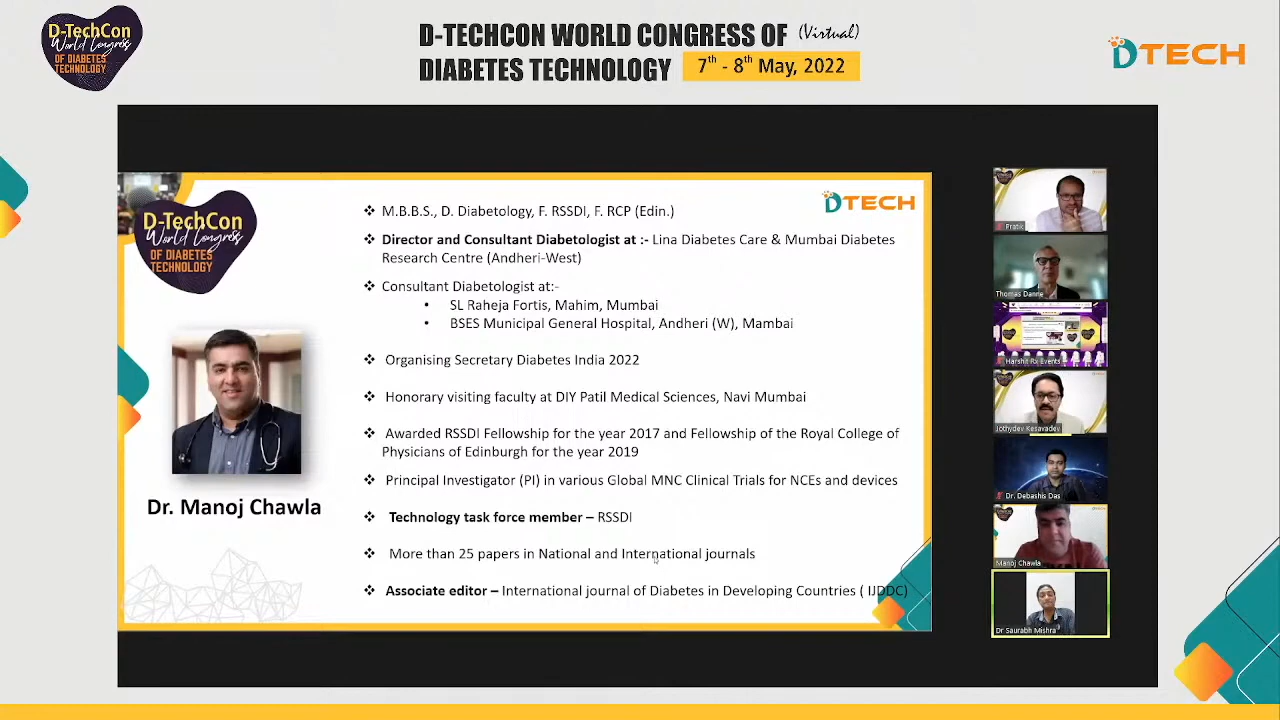 D-TechCon
World Congress
OF DIABETES
TECHNOLOGY
D-TECHCON WORLD CONGRESS OF (Virtual)
DIABETES TECHNOLOGY 7th - 8th May, 2022
DTECH
D-TechCon
World Congress
OF DIABETES
TECHNOLOGY
DTECH
❖ M.B.B.S., D. Diabetology, F. RSSDI, F. RCP (Edin.)
❖ Director and Consultant Diabetologist at :- Lina Diabetes Care & Mumbai Diabetes
Research Centre (Andheri-West)
❖ Consultant Diabetologist at:-
• SL Raheja Fortis, Mahim, Mumbai
• BSES Municipal General Hospital, Andheri (W), Mambai
❖ Organising Secretary Diabetes India 2022
❖ Honorary visiting faculty at DIY Patil Medical Sciences, Navi Mumbai
❖ Awarded RSSDI Fellowship for the year 2017 and Fellowship of the Royal College of
Physicians of Edinburgh for the year 2019
❖ Principal Investigator (PI) in various Global MNC Clinical Trials for NCEs and devices
❖ Technology task force member – RSSDI
❖ More than 25 papers in National and International journals
❖ Associate editor – International journal of Diabetes in Developing Countries ( IJDDC)
Dr. Manoj Chawla
Pratik
Thomas Danne
Harshit Rx Events
Jothydev Kesavadev
Dr. Debashis Das
Manoj Chawla
Dr Saurabh Mishra